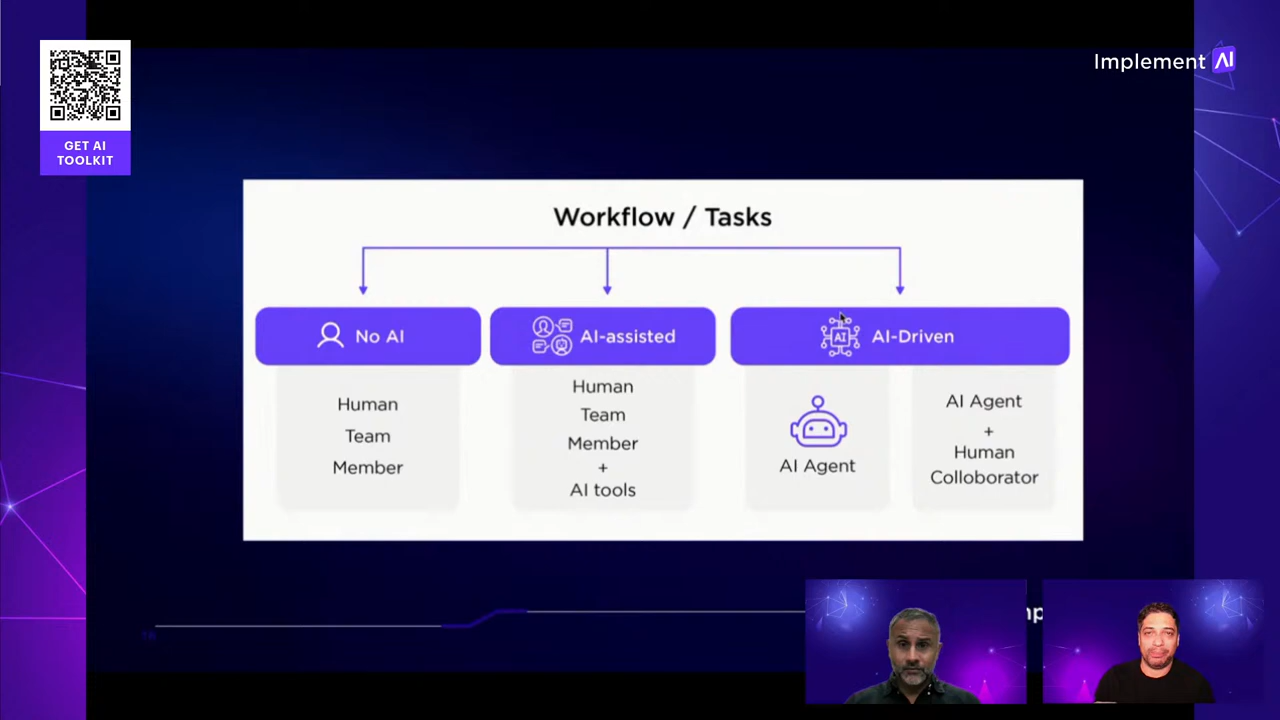 GET AI
TOOLKIT
Implement AI
Workflow / Tasks
No AI
Human
Team
Member
AI-assisted
Human
Team
Member
+
AI tools
AI-Driven
AI
AI Agent
AI Agent
+
Human
Colloborator